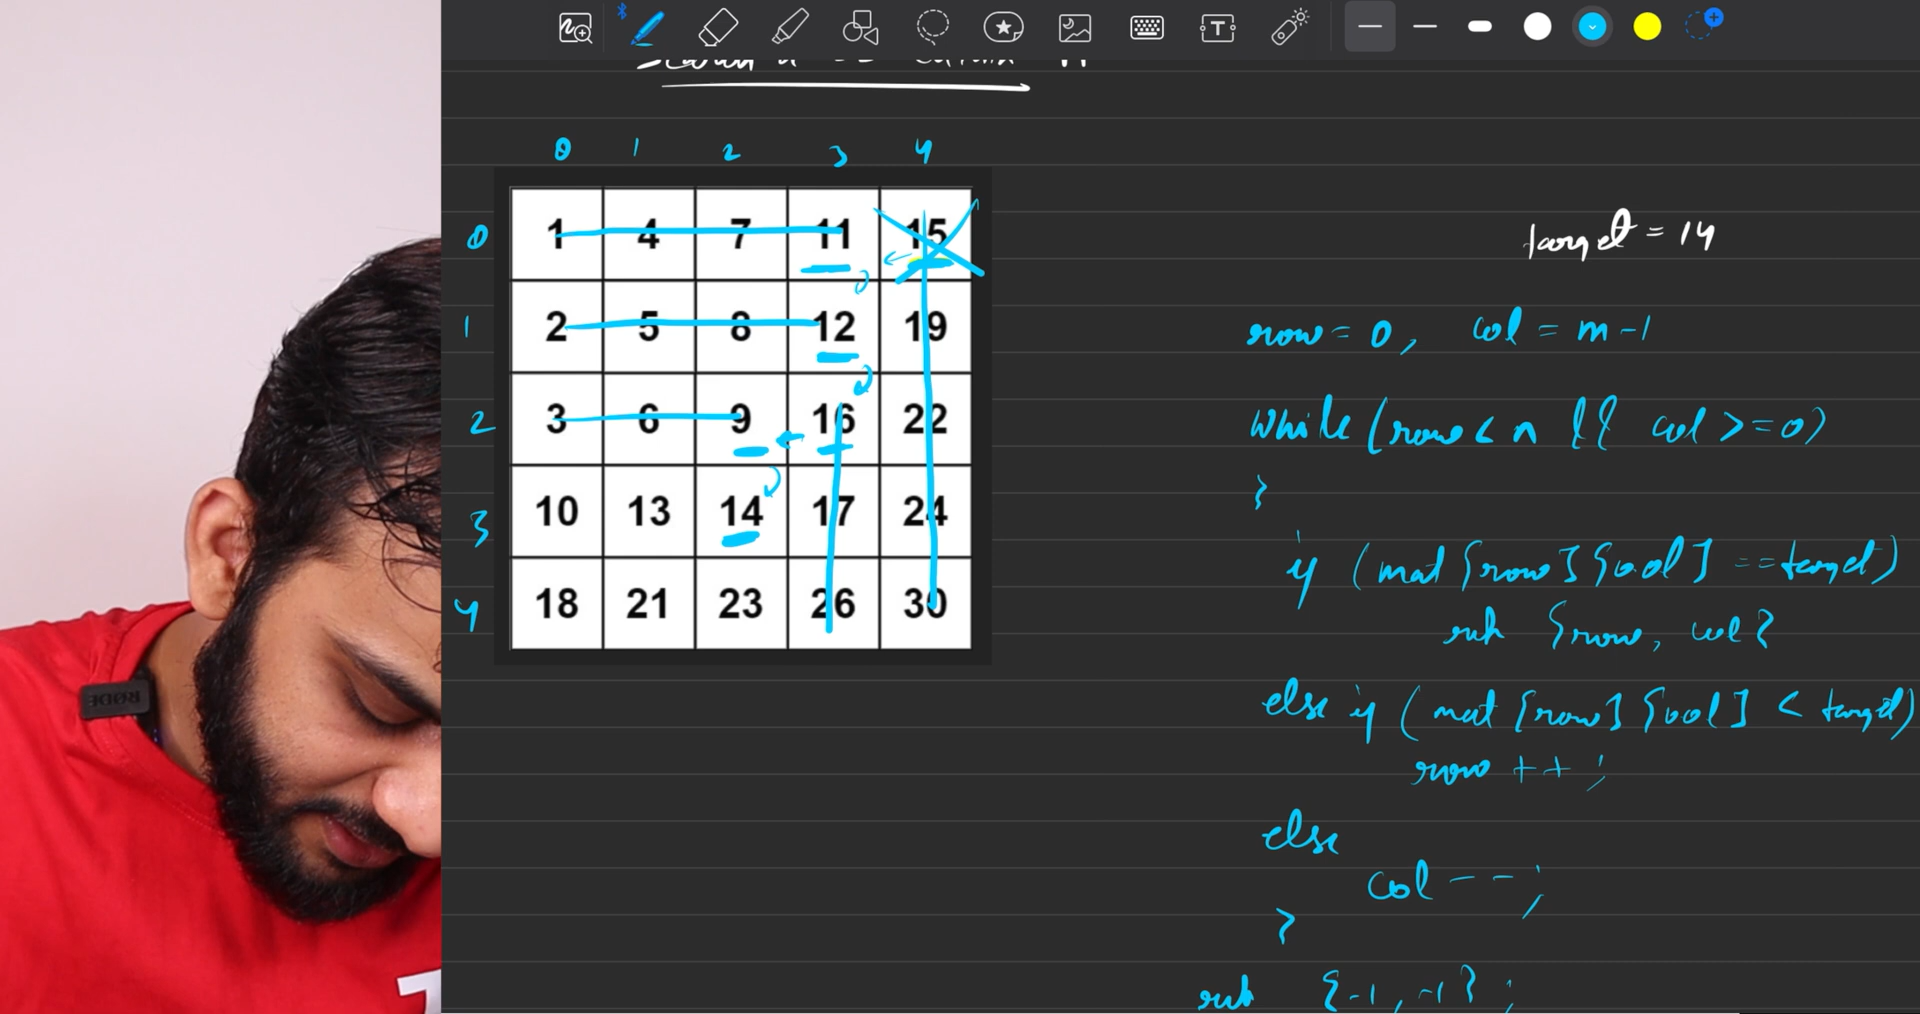 0 1 2 3 4
0 1 4 7 11 15
1 2 5 8 12 19
2 3 6 9 16 22
3 10 13 14 17 24
4 18 21 23 26 30
target = 14
row = 0, col = m-1
while (row < n && col >= 0)
{
if (mat [row] [col] == target)
ret {row, col}
else if (mat [row] [col] < target)
row ++ ;
else
col -- ;
}
ret {-1, -1} ;
RØDE
T